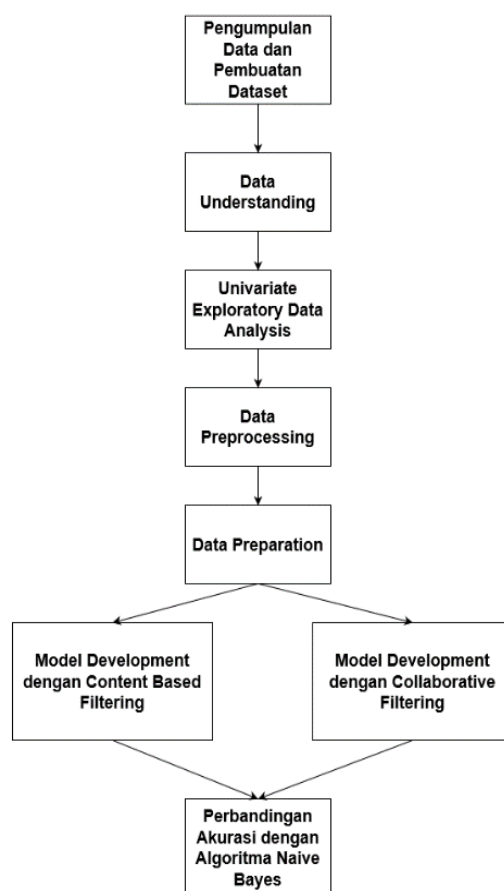 Pengumpulan
Data dan
Pembuatan
Dataset
Data
Understanding
Univariate
Exploratory Data
Analysis
Data
Preprocessing
Data Preparation
Model Development
dengan Content Based
Filtering
Model Development
dengan Collaborative
Filtering
Perbandingan
Akurasi dengan
Algoritma Naive
Bayes